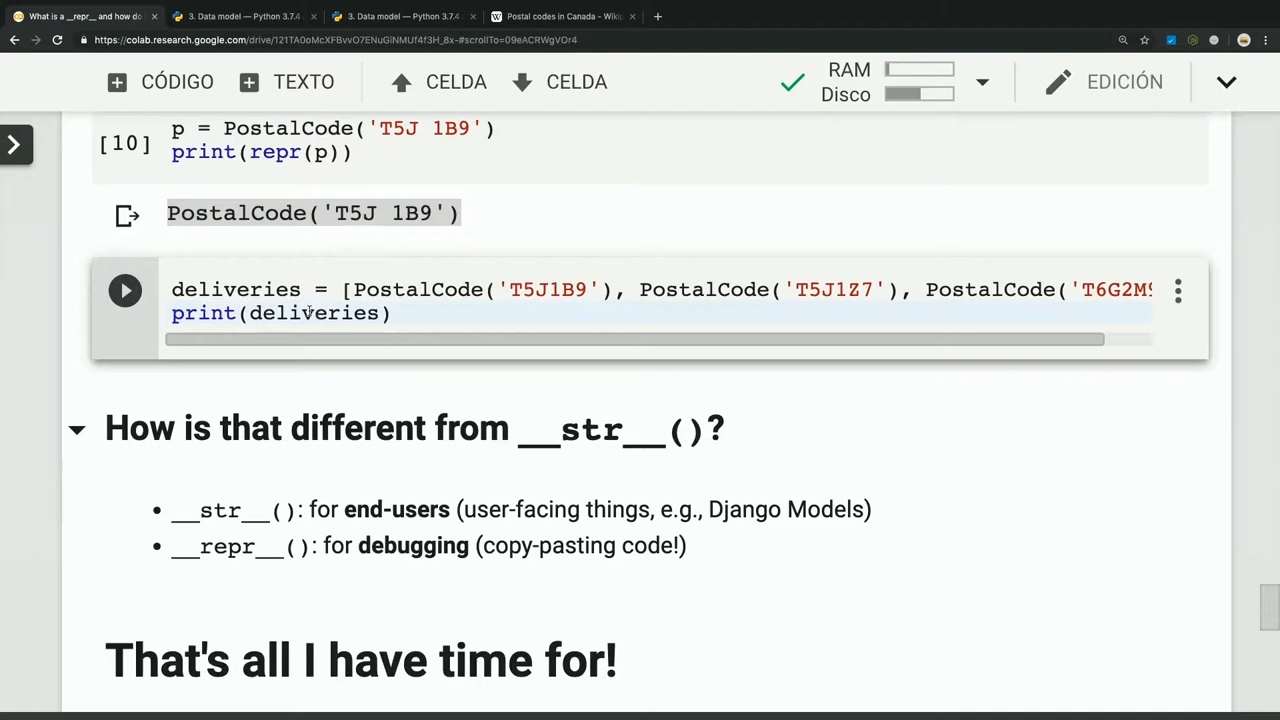 What is a __repr__ and how do
3. Data model — Python 3.7.4
3. Data model — Python 3.7.4
Postal codes in Canada - Wikip
https://colab.research.google.com/drive/121TA0oMcXFBvvO7ENuGiNMUf4f3H_8x-#scrollTo=09eACRWgVOr4
CÓDIGO TEXTO CELDA CELDA
RAM
Disco
EDICIÓN
p = PostalCode('T5J 1B9')
[10]
print(repr(p))
PostalCode('T5J 1B9')
deliveries = [PostalCode('T5J1B9'), PostalCode('T5J1Z7'), PostalCode('T6G2M9
print(deliveries)
How is that different from __str__()?
• __str__(): for end-users (user-facing things, e.g., Django Models)
• __repr__(): for debugging (copy-pasting code!)
That's all I have time for!